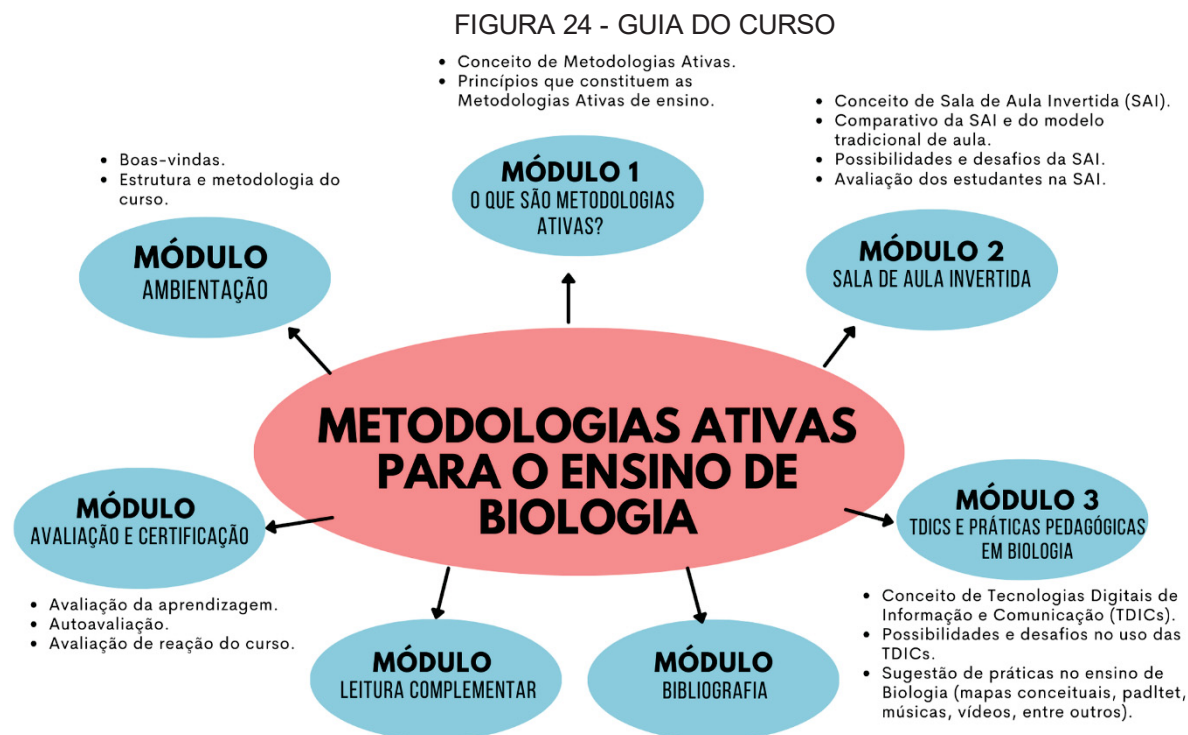 FIGURA 24 - GUIA DO CURSO
• Conceito de Metodologias Ativas.
• Princípios que constituem as
Metodologias Ativas de ensino.
MÓDULO 1
O QUE SÃO METODOLOGIAS
ATIVAS?
• Conceito de Sala de Aula Invertida (SAI).
• Comparativo da SAI e do modelo
tradicional de aula.
• Possibilidades e desafios da SAI.
• Avaliação dos estudantes na SAI.
MÓDULO 2
SALA DE AULA INVERTIDA
• Boas-vindas.
• Estrutura e metodologia do
curso.
MÓDULO
AMBIENTAÇÃO
METODOLOGIAS ATIVAS
PARA O ENSINO DE
BIOLOGIA
MÓDULO
AVALIAÇÃO E CERTIFICAÇÃO
• Avaliação da aprendizagem.
• Autoavaliação.
• Avaliação de reação do curso.
MÓDULO 3
TDICS E PRÁTICAS PEDAGÓGICAS
EM BIOLOGIA
• Conceito de Tecnologias Digitais de
Informação e Comunicação (TDICs).
• Possibilidades e desafios no uso das
TDICs.
• Sugestão de práticas no ensino de
Biologia (mapas conceituais, padltet,
músicas, vídeos, entre outros).
MÓDULO
LEITURA COMPLEMENTAR
MÓDULO
BIBLIOGRAFIA